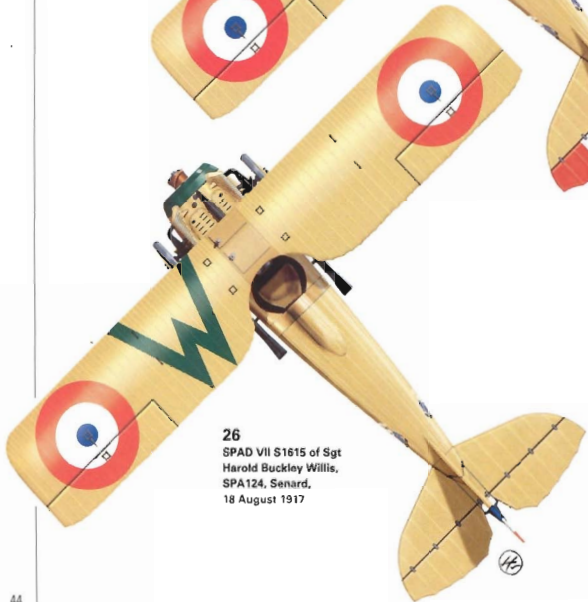 W
26
SPAD VII S1615 of Sgt
Harold Buckley Willis,
SPA124, Senard,
18 August 1917
44